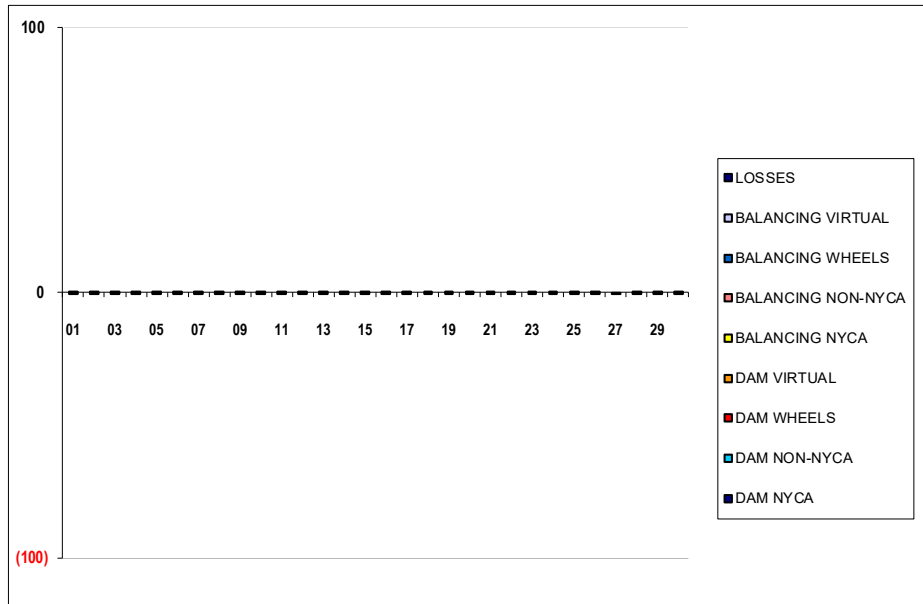 100
0
01 03 05 07 09 11 13 15 17 19 21 23 25 27 29
(100)
LOSSES
BALANCING VIRTUAL
BALANCING WHEELS
BALANCING NON-NYCA
BALANCING NYCA
DAM VIRTUAL
DAM WHEELS
DAM NON-NYCA
DAM NYCA